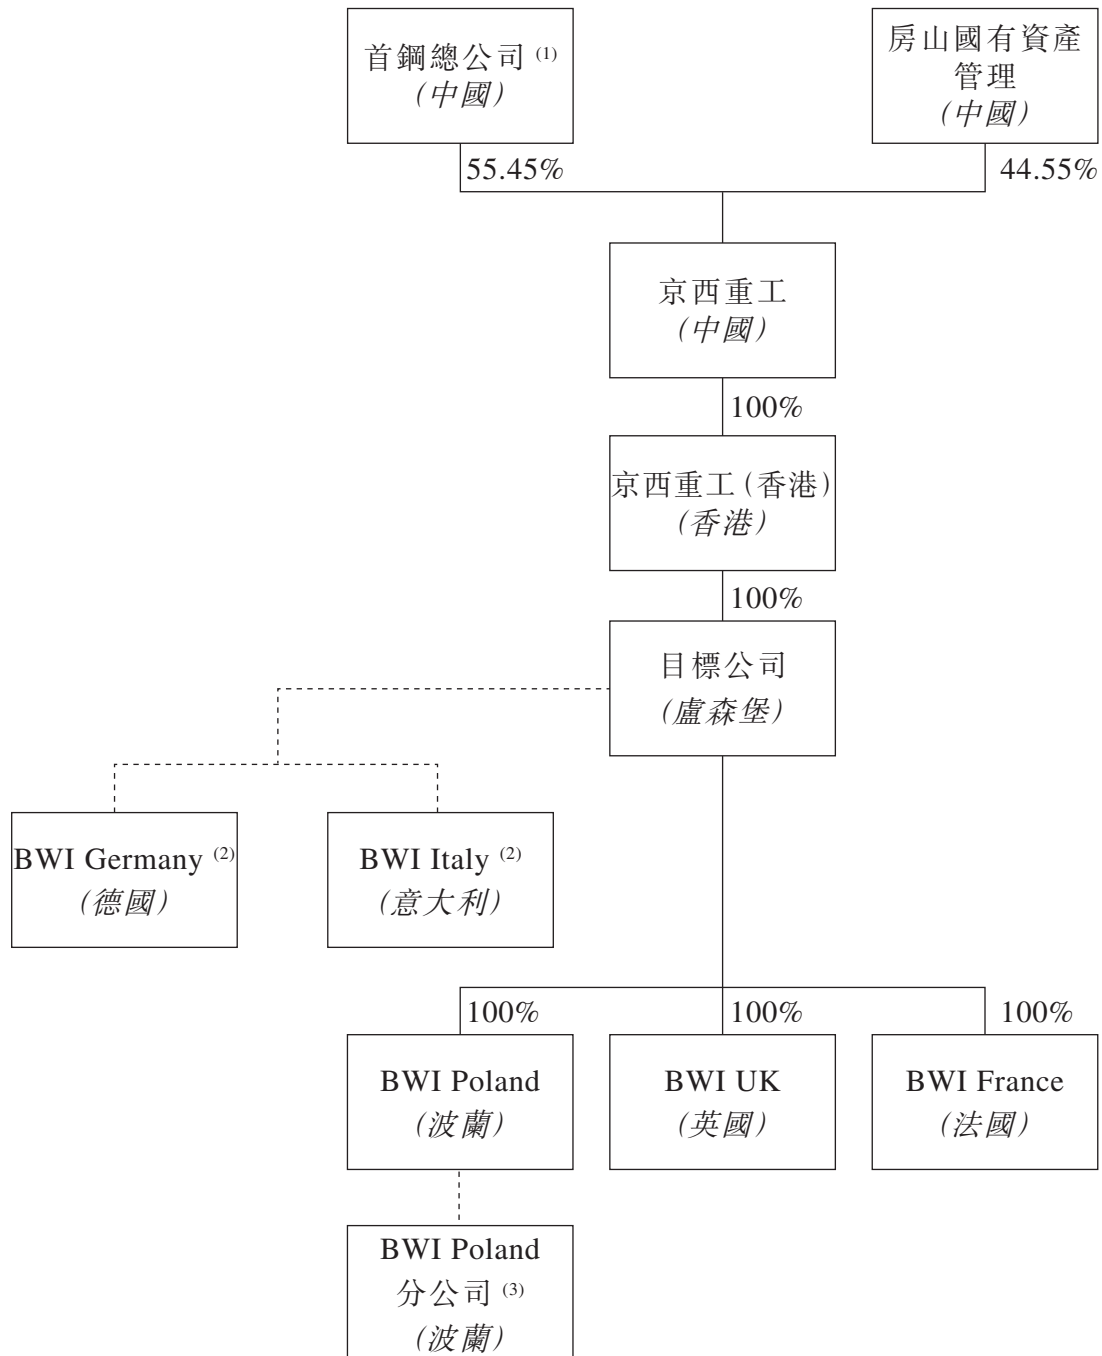 首鋼總公司 (1)
(中國)
房山國有資產
管理
(中國)
55.45%
44.55%
京西重工
(中國)
100%
京西重工(香港)
(香港)
100%
目標公司
(盧森堡)
BWI Germany (2)
(德國)
BWI Italy (2)
(意大利)
100%
100%
100%
BWI Poland
(波蘭)
BWI UK
(英國)
BWI France
(法國)
BWI Poland
分公司 (3)
(波蘭)